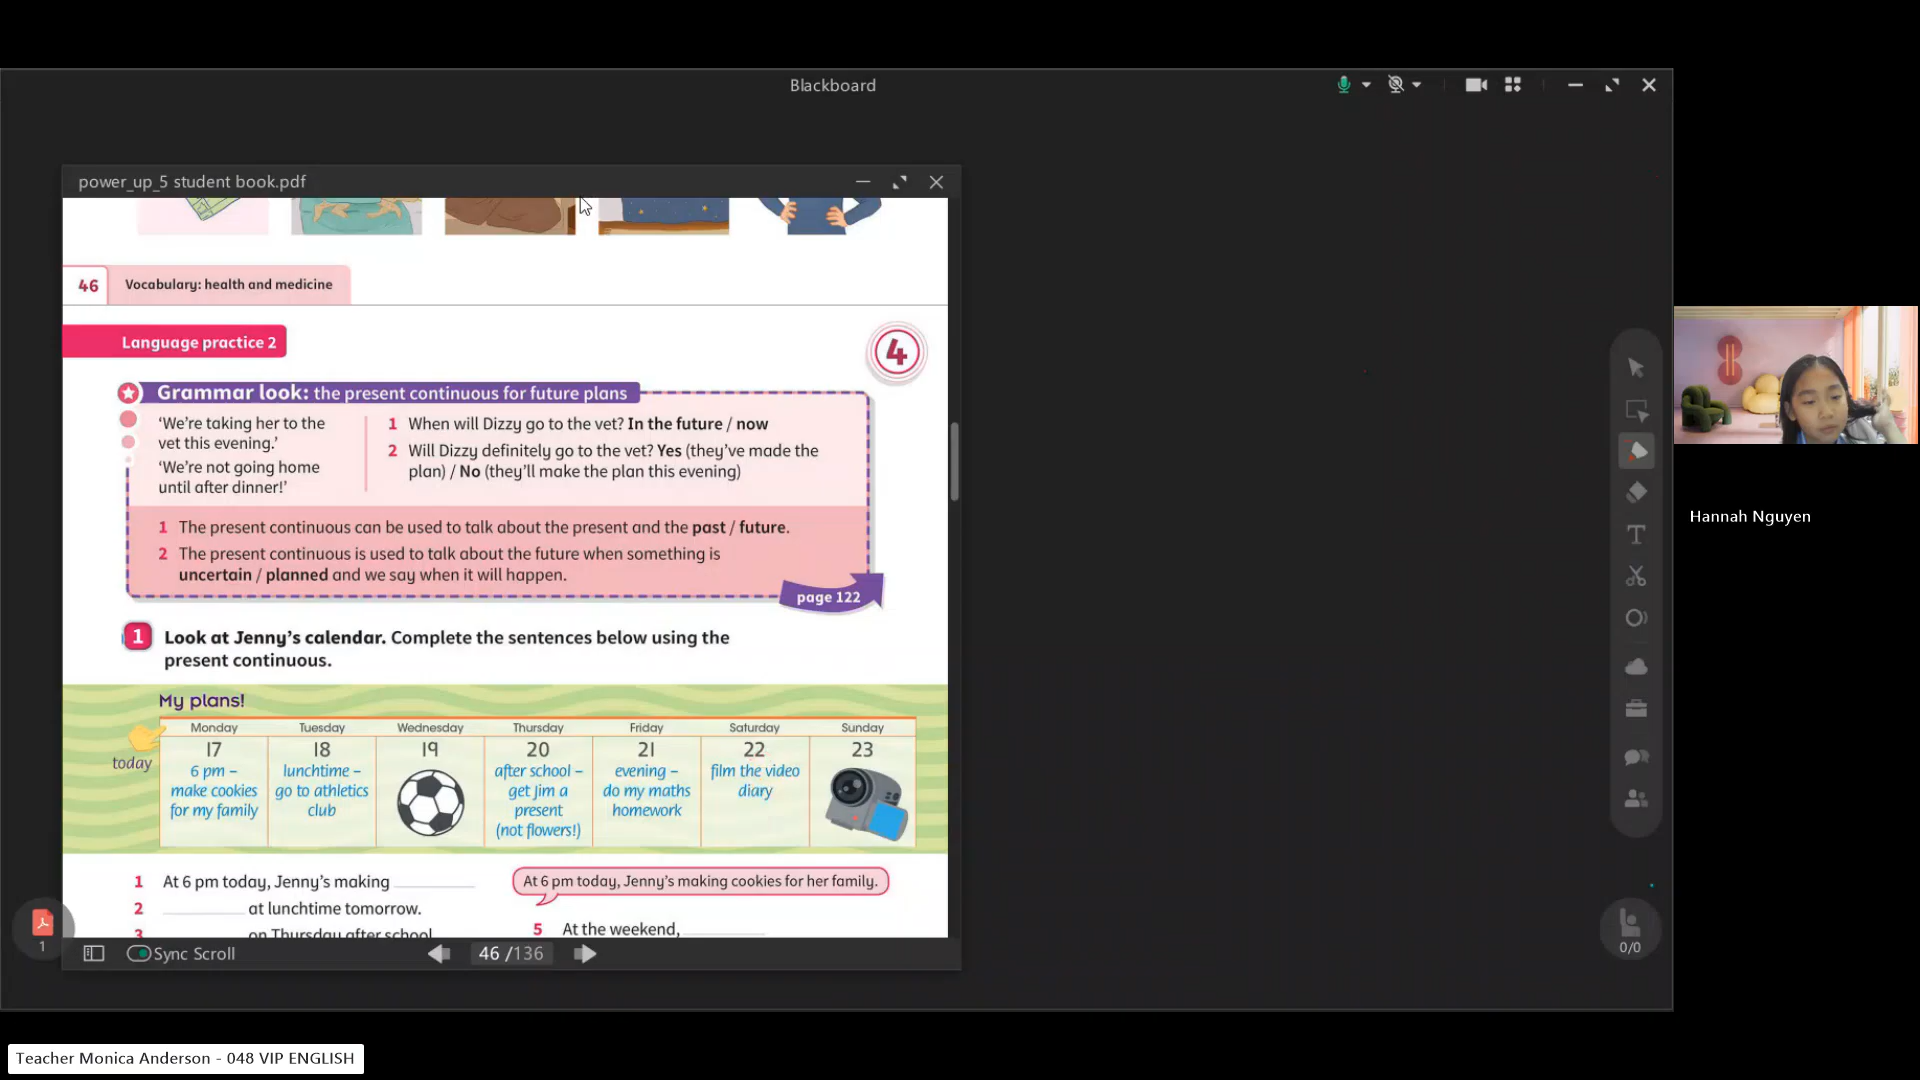 Blackboard
power_up_5 student book.pdf
46 Vocabulary: health and medicine
Language practice 2
4
Grammar look: the present continuous for future plans
‘We’re taking her to the
vet this evening.’
‘We’re not going home
until after dinner!’
1 When will Dizzy go to the vet? In the future / now
2 Will Dizzy definitely go to the vet? Yes (they’ve made the
plan) / No (they’ll make the plan this evening)
1 The present continuous can be used to talk about the present and the past / future.
2 The present continuous is used to talk about the future when something is
uncertain / planned and we say when it will happen.
page 122
1 Look at Jenny’s calendar. Complete the sentences below using the
present continuous.
My plans!
today
Monday Tuesday Wednesday Thursday Friday Saturday Sunday
17 18 19 20 21 22 23
6 pm –
make cookies
for my family
lunchtime –
go to athletics
club
after school –
get Jim a
present
(not flowers!)
evening –
do my maths
homework
film the video
diary
1 At 6 pm today, Jenny’s making ________
At 6 pm today, Jenny’s making cookies for her family.
2 ________ at lunchtime tomorrow.
3 ________ on Thursday after school
5 At the weekend, ________
1
Sync Scroll
46 /136
0/0
Hannah Nguyen
Teacher Monica Anderson - 048 VIP ENGLISH